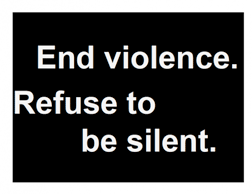 End violence.
Refuse to
be silent.